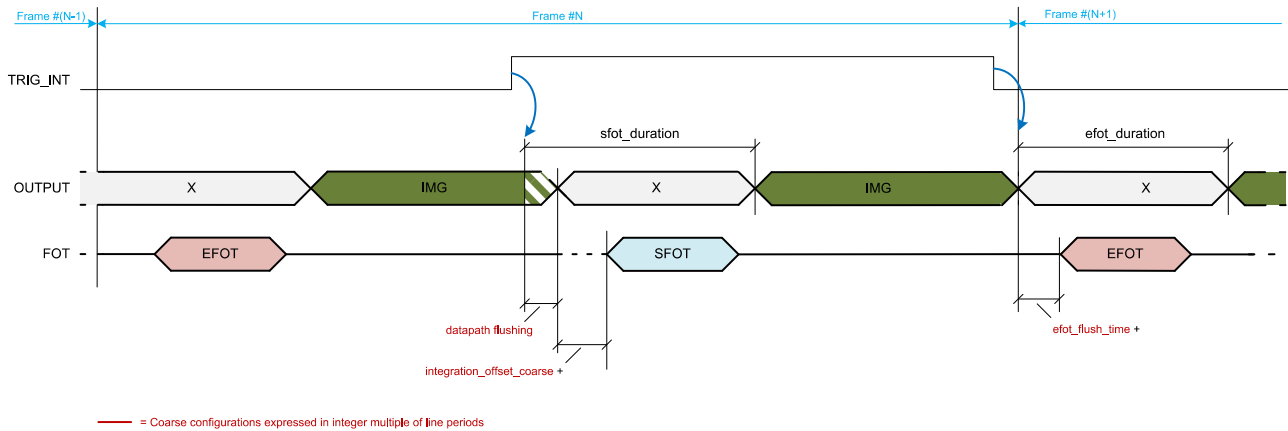 Frame #(N-1)
Frame #N
Frame #(N+1)
TRIG_INT
sfot_duration
efot_duration
OUTPUT
X
IMG
X
IMG
X
FOT
EFOT
SFOT
EFOT
datapath flushing
efot_flush_time +
integration_offset_coarse +
= Coarse configurations expressed in integer multiple of line periods